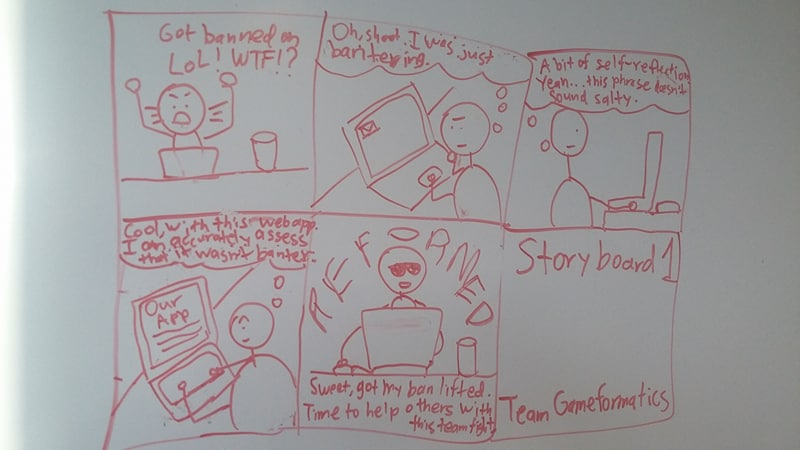 Got banned on
LoL! WTF!?
Oh, shoot. I was just
bantering.
A bit of self-reflection
yeah... this phrase doesn't
sound salty.
Cool, with this webapp.
I can accurately assess
that it wasn't banter.
Our
App
REFORMED
Sweet, got my ban lifted.
Time to help others with
this teamfight
Storyboard 1
Team Gameformatics